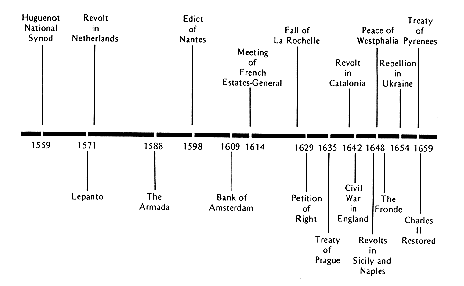 Huguenot
National
Synod
Revolt
in
Netherlands
Edict
of
Nantes
Meeting
of
French
Estates-General
Fall of
La Rochelle
Revolt
in
Catalonia
Peace of
Westphalia
Rebellion
in
Ukraine
Treaty
of
Pyrenees
1559 1571 1588 1598 1609 1614 1629 1635 1642 1648 1654 1659
Lepanto
The
Armada
Bank of
Amsterdam
Petition
of
Right
Treaty
of
Prague
Civil
War
in
England
Revolts
in
Sicily and
Naples
The
Fronde
Charles
II
Restored